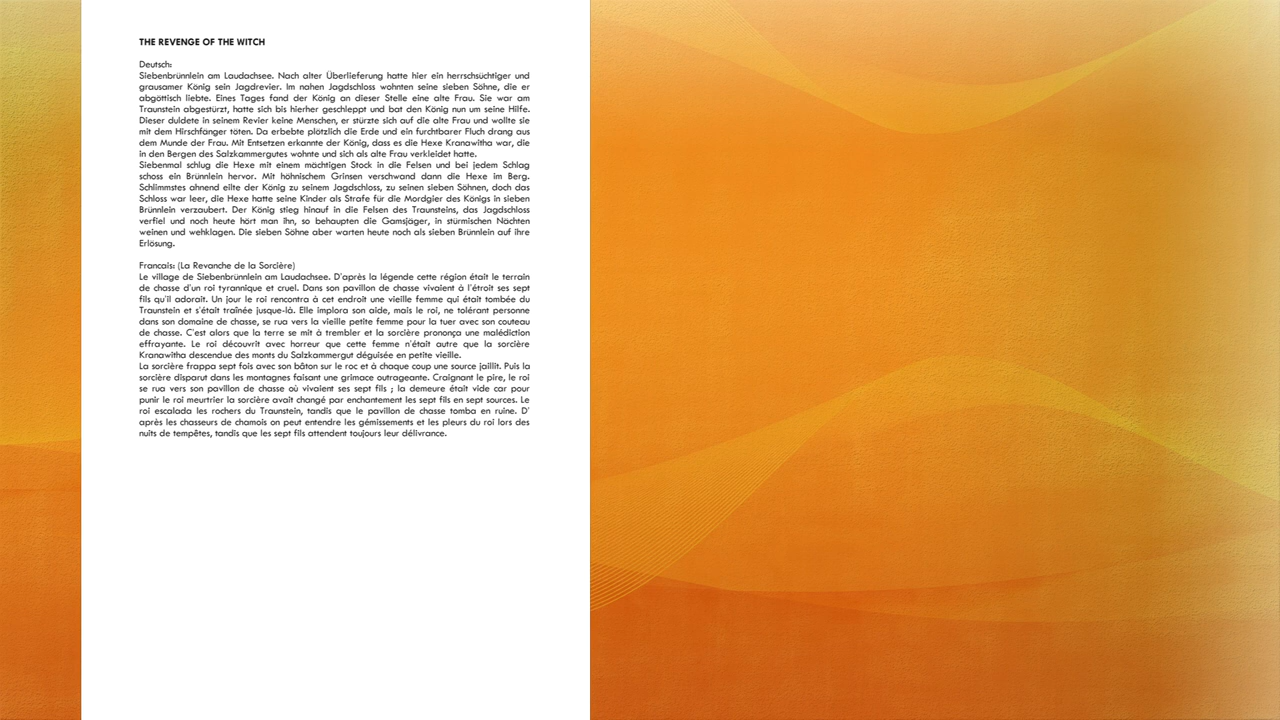 THE REVENGE OF THE WITCH
Deutsch:
Siebenbrünnlein am Laudachsee. Nach alter Überlieferung hatte hier ein herrschsüchtiger und
grausamer König sein Jagdrevier. Im nahen Jagdschloss wohnten seine sieben Söhne, die er
abgöttisch liebte. Eines Tages fand der König an dieser Stelle eine alte Frau. Sie war am
Traunstein abgestürzt, hatte sich bis hierher geschleppt und bat den König nun um seine Hilfe.
Dieser duldete in seinem Revier keine Menschen, er stürzte sich auf die alte Frau und wollte sie
mit dem Hirschfänger töten. Da erbebte plötzlich die Erde und ein furchtbarer Fluch drang aus
dem Munde der Frau. Mit Entsetzen erkannte der König, dass es die Hexe Kranawitha war, die
in den Bergen des Salzkammergutes wohnte und sich als alte Frau verkleidet hatte.
Siebenmal schlug die Hexe mit einem mächtigen Stock in die Felsen und bei jedem Schlag
schoss ein Brünnlein hervor. Mit höhnischem Grinsen verschwand dann die Hexe im Berg.
Schlimmstes ahnend eilte der König zu seinem Jagdschloss, zu seinen sieben Söhnen, doch das
Schloss war leer, die Hexe hatte seine Kinder als Strafe für die Mordgier des Königs in sieben
Brünnlein verzaubert. Der König stieg hinauf in die Felsen des Traunsteins, das Jagdschloss
verfiel und noch heute hört man ihn, so behaupten die Gamsjäger, in stürmischen Nächten
weinen und wehklagen. Die sieben Söhne aber warten heute noch als sieben Brünnlein auf ihre
Erlösung.
Francais: (La Revanche de la Sorcière)
Le village de Siebenbrünnlein am Laudachsee. D'après la légende cette région était le terrain
de chasse d'un roi tyrannique et cruel. Dans son pavillon de chasse vivaient à l'étroit ses sept
fils qu'il adorait. Un jour le roi rencontra à cet endroit une vieille femme qui était tombée du
Traunstein et s'était traînée jusque-là. Elle implora son aide, mais le roi, ne tolérant personne
dans son domaine de chasse, se rua vers la vieille petite femme pour la tuer avec son couteau
de chasse. C'est alors que la terre se mit à trembler et la sorcière prononça une malédiction
effrayante. Le roi découvrit avec horreur que cette femme n'était autre que la sorcière
Kranawitha descendue des monts du Salzkammergut déguisée en petite vieille.
La sorcière frappa sept fois avec son bâton sur le roc et à chaque coup une source jaillit. Puis la
sorcière disparut dans les montagnes faisant une grimace outrageante. Craignant le pire, le roi
se rua vers son pavillon de chasse où vivaient ses sept fils ; la demeure était vide car pour
punir le roi meurtrier la sorcière avait changé par enchantement les sept fils en sept sources. Le
roi escalada les rochers du Traunstein, tandis que le pavillon de chasse tomba en ruine. D'
après les chasseurs de chamois on peut entendre les gémissements et les pleurs du roi lors des
nuits de tempêtes, tandis que les sept fils attendent toujours leur délivrance.